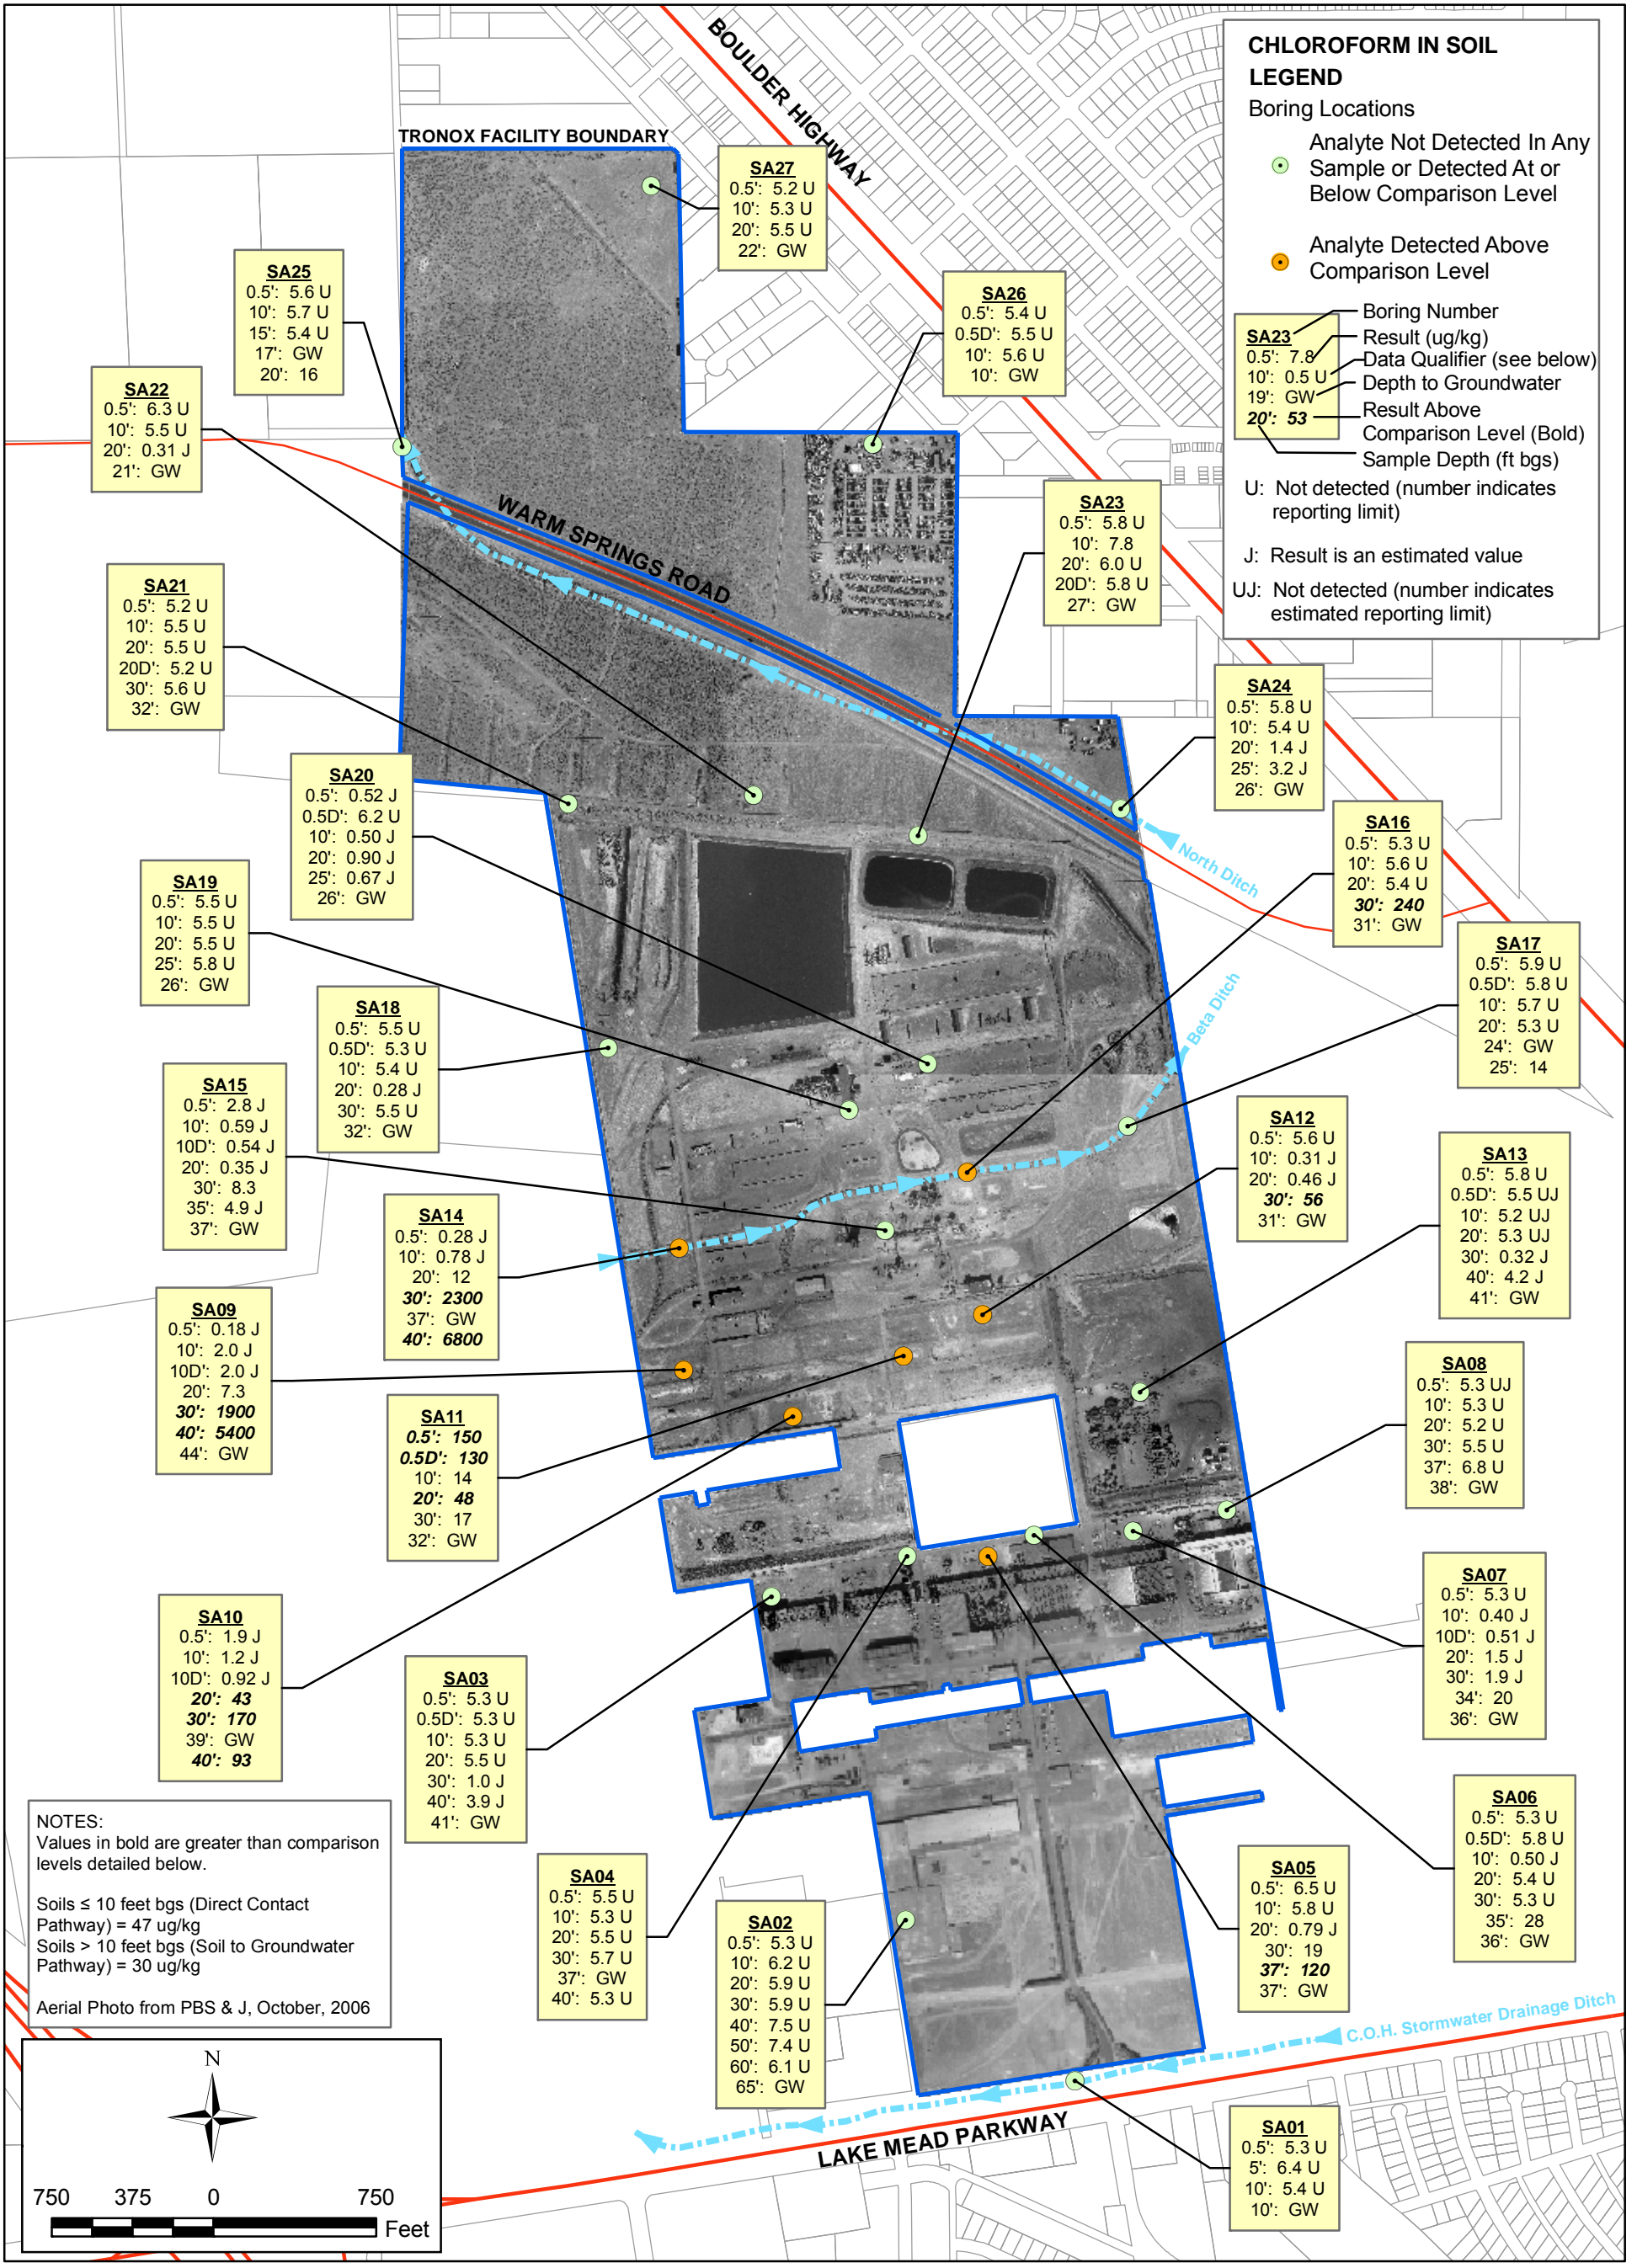 CHLOROFORM IN SOIL
LEGEND
Boring Locations
Analyte Not Detected In Any
Sample or Detected At or
Below Comparison Level
Analyte Detected Above
Comparison Level
SA23
0.5': 7.8
10': 0.5 U
19': GW
20': 53
Boring Number
Result (ug/kg)
Data Qualifier (see below)
Depth to Groundwater
Result Above
Comparison Level (Bold)
Sample Depth (ft bgs)
U: Not detected (number indicates
reporting limit)
J: Result is an estimated value
UJ: Not detected (number indicates
estimated reporting limit)
BOULDER HIGHWAY
TRONOX FACILITY BOUNDARY
SA27
0.5': 5.2 U
10': 5.3 U
20': 5.5 U
22': GW
SA25
0.5': 5.6 U
10': 5.7 U
15': 5.4 U
17': GW
20': 16
SA26
0.5': 5.4 U
0.5D': 5.5 U
10': 5.6 U
10': GW
SA22
0.5': 6.3 U
10': 5.5 U
20': 0.31 J
21': GW
WARM SPRINGS ROAD
SA23
0.5': 5.8 U
10': 7.8
20': 6.0 U
20D': 5.8 U
27': GW
SA21
0.5': 5.2 U
10': 5.5 U
20': 5.5 U
20D': 5.2 U
30': 5.6 U
32': GW
SA24
0.5': 5.8 U
10': 5.4 U
20': 1.4 J
25': 3.2 J
26': GW
SA20
0.5': 0.52 J
0.5D': 6.2 U
10': 0.50 J
20': 0.90 J
25': 0.67 J
26': GW
North Ditch
SA16
0.5': 5.3 U
10': 5.6 U
20': 5.4 U
30': 240
31': GW
SA19
0.5': 5.5 U
10': 5.5 U
20': 5.5 U
25': 5.8 U
26': GW
SA17
0.5': 5.9 U
0.5D': 5.8 U
10': 5.7 U
20': 5.3 U
24': GW
25': 14
Beta Ditch
SA18
0.5': 5.5 U
0.5D': 5.3 U
10': 5.4 U
20': 0.28 J
30': 5.5 U
32': GW
SA15
0.5': 2.8 J
10': 0.59 J
10D': 0.54 J
20': 0.35 J
30': 8.3
35': 4.9 J
37': GW
SA12
0.5': 5.6 U
10': 0.31 J
20': 0.46 J
30': 56
31': GW
SA13
0.5': 5.8 U
0.5D': 5.5 UJ
10': 5.2 UJ
20': 5.3 UJ
30': 0.32 J
40': 4.2 J
41': GW
SA14
0.5': 0.28 J
10': 0.78 J
20': 12
30': 2300
37': GW
40': 6800
SA09
0.5': 0.18 J
10': 2.0 J
10D': 2.0 J
20': 7.3
30': 1900
40': 5400
44': GW
SA08
0.5': 5.3 UJ
10': 5.3 U
20': 5.2 U
30': 5.5 U
37': 6.8 U
38': GW
SA11
0.5': 150
0.5D': 130
10': 14
20': 48
30': 17
32': GW
SA07
0.5': 5.3 U
10': 0.40 J
10D': 0.51 J
20': 1.5 J
30': 1.9 J
34': 20
36': GW
SA10
0.5': 1.9 J
10': 1.2 J
10D': 0.92 J
20': 43
30': 170
39': GW
40': 93
SA03
0.5': 5.3 U
0.5D': 5.3 U
10': 5.3 U
20': 5.5 U
30': 1.0 J
40': 3.9 J
41': GW
SA06
0.5': 5.3 U
0.5D': 5.8 U
10': 0.50 J
20': 5.4 U
30': 5.3 U
35': 28
36': GW
NOTES:
Values in bold are greater than comparison
levels detailed below.
Soils ≤ 10 feet bgs (Direct Contact
Pathway) = 47 ug/kg
Soils > 10 feet bgs (Soil to Groundwater
Pathway) = 30 ug/kg
Aerial Photo from PBS & J, October, 2006
SA04
0.5': 5.5 U
10': 5.3 U
20': 5.5 U
30': 5.7 U
37': GW
40': 5.3 U
SA02
0.5': 5.3 U
10': 6.2 U
20': 5.9 U
30': 5.9 U
40': 7.5 U
50': 7.4 U
60': 6.1 U
65': GW
SA05
0.5': 6.5 U
10': 5.8 U
20': 0.79 J
30': 19
37': 120
37': GW
C.O.H. Stormwater Drainage Ditch
LAKE MEAD PARKWAY
SA01
0.5': 5.3 U
5': 6.4 U
10': 5.4 U
10': GW
N
750 375 0 750
Feet